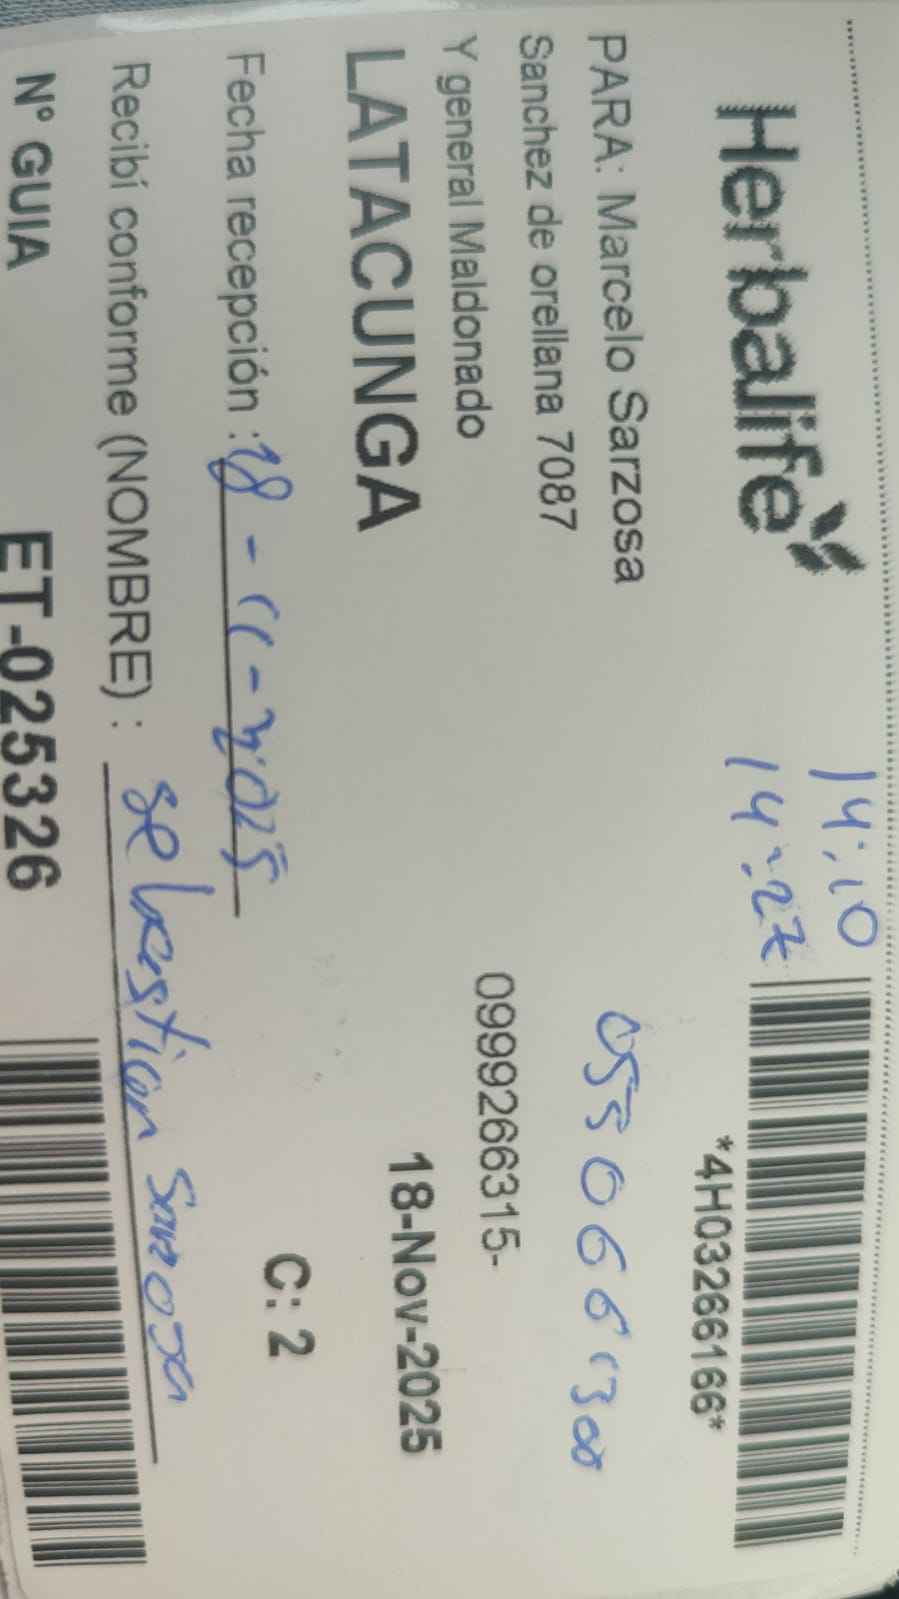 Herbalife
14:10
14:27
*4H03266166*
PARA: Marcelo Sarzosa
Sanchez de orellana 7087
0550661300
Y general Maldonado
0999266315-
LATACUNGA
18-Nov-2025
Fecha recepción : 18-11-2025
C: 2
Recibí conforme (NOMBRE) : sebastian Sarzosa
N° GUIA
ET-025326